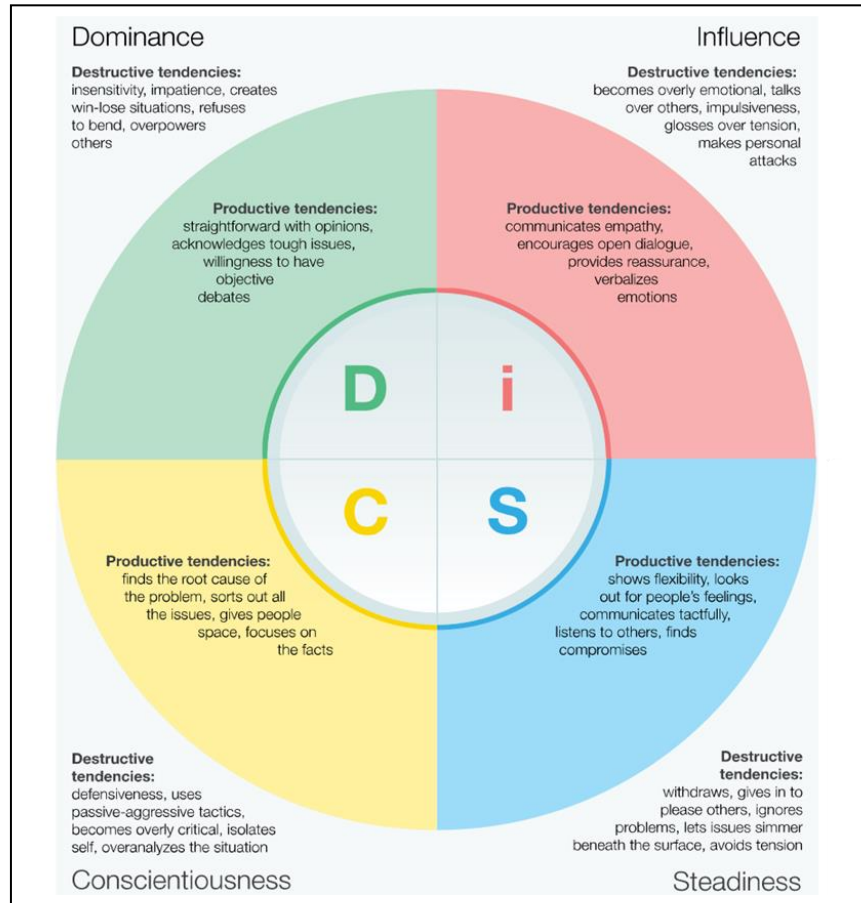 Dominance
Destructive tendencies:
insensitivity, impatience, creates
win-lose situations, refuses
to bend, overpowers
others
Influence
Destructive tendencies:
becomes overly emotional, talks
over others, impulsiveness,
glosses over tension,
makes personal
attacks
Productive tendencies:
straightforward with opinions,
acknowledges tough issues,
willingness to have
objective
debates
Productive tendencies:
communicates empathy,
encourages open dialogue,
provides reassurance,
verbalizes
emotions
D
i
C
S
Productive tendencies:
finds the root cause of
the problem, sorts out all
the issues, gives people
space, focuses on
the facts
Productive tendencies:
shows flexibility, looks
out for people's feelings,
communicates tactfully,
listens to others, finds
compromises
Destructive
tendencies:
defensiveness, uses
passive-aggressive tactics,
becomes overly critical, isolates
self, overanalyzes the situation
Conscientiousness
Destructive
tendencies:
withdraws, gives in to
please others, ignores
problems, lets issues simmer
beneath the surface, avoids tension
Steadiness